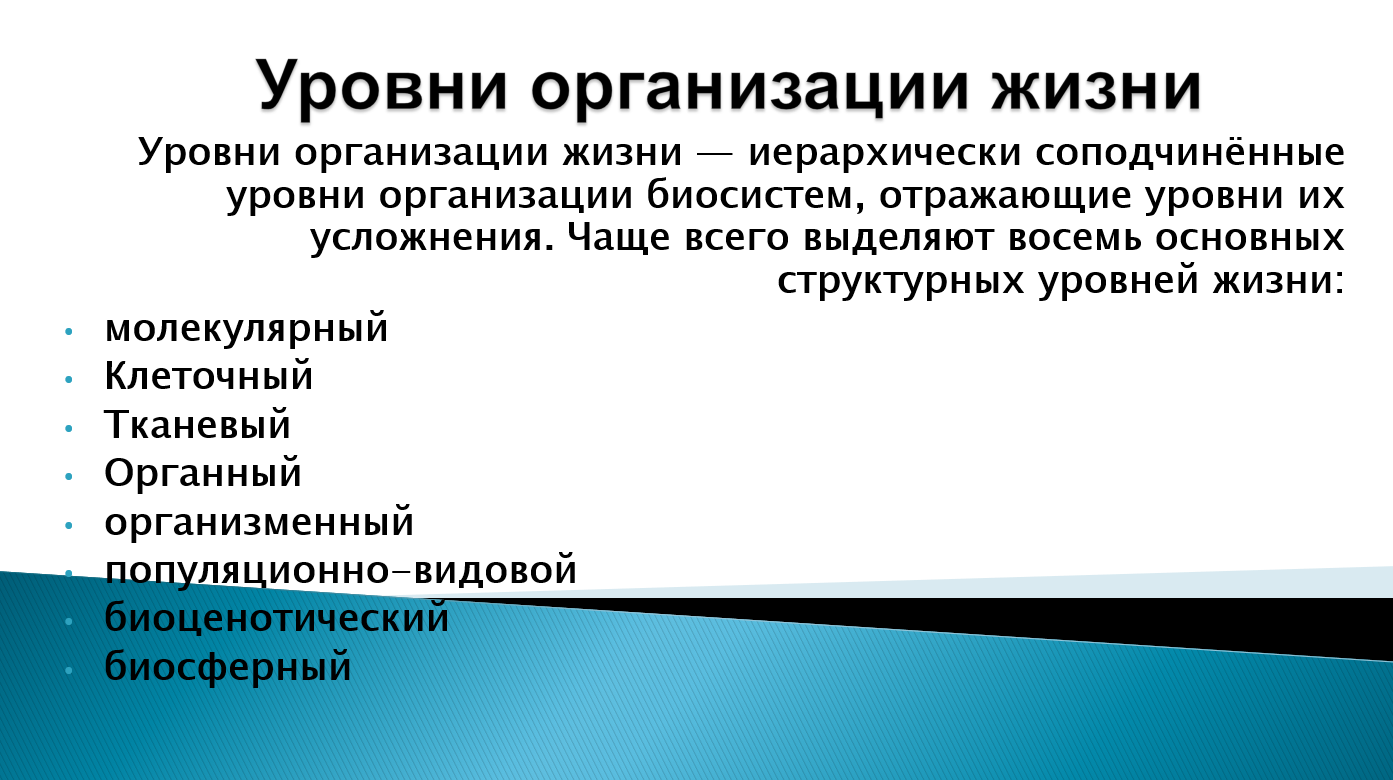 Уровни организации жизни
Уровни организации жизни — иерархически соподчинённые
уровни организации биосистем, отражающие уровни их
усложнения. Чаще всего выделяют восемь основных
структурных уровней жизни:
• молекулярный
• Клеточный
• Тканевый
• Органный
• организменный
• популяционно-видовой
• биоценотический
• биосферный